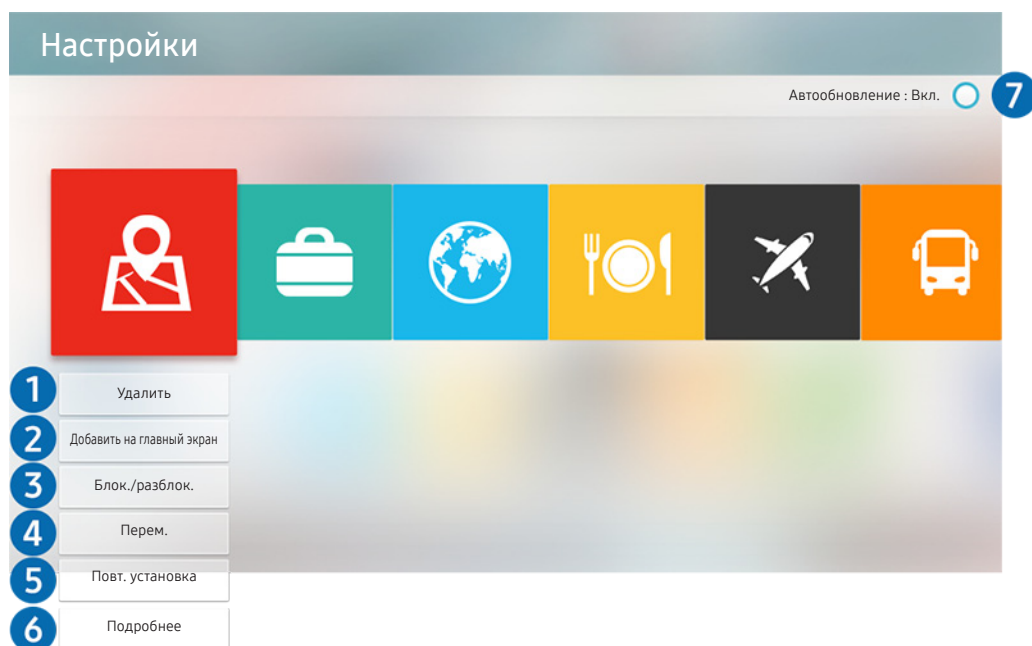 Настройки
Автообновление : Вкл. 7
1 Удалить
2 Добавить на главный экран
3 Блок./разблок.
4 Перем.
5 Повт. установка
6 Подробнее